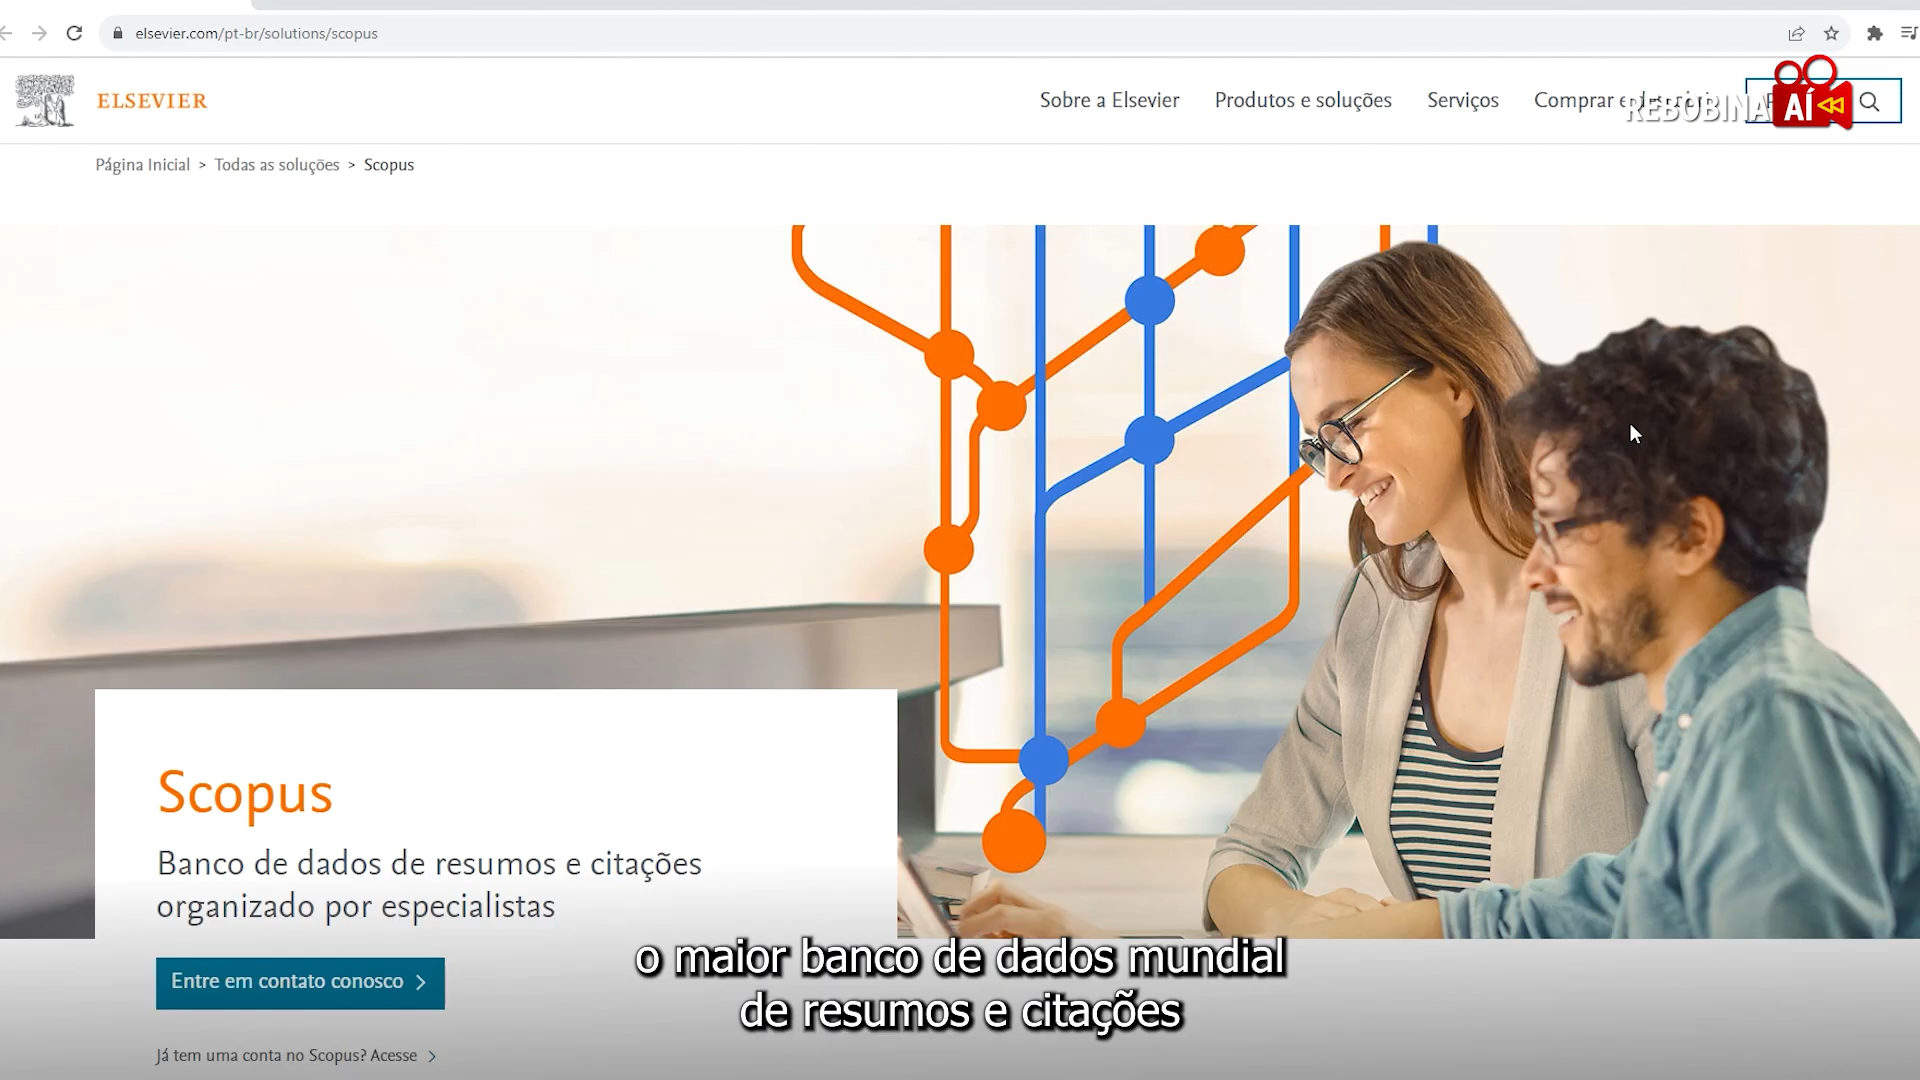 elsevier.com/pt-br/solutions/scopus
ELSEVIER
Sobre a Elsevier
Produtos e soluções
Serviços
Comprar e
REBOBINA AÍ
Página Inicial > Todas as soluções > Scopus
Scopus
Banco de dados de resumos e citações
organizado por especialistas
Entre em contato conosco
Já tem uma conta no Scopus? Acesse
o maior banco de dados mundial
de resumos e citações